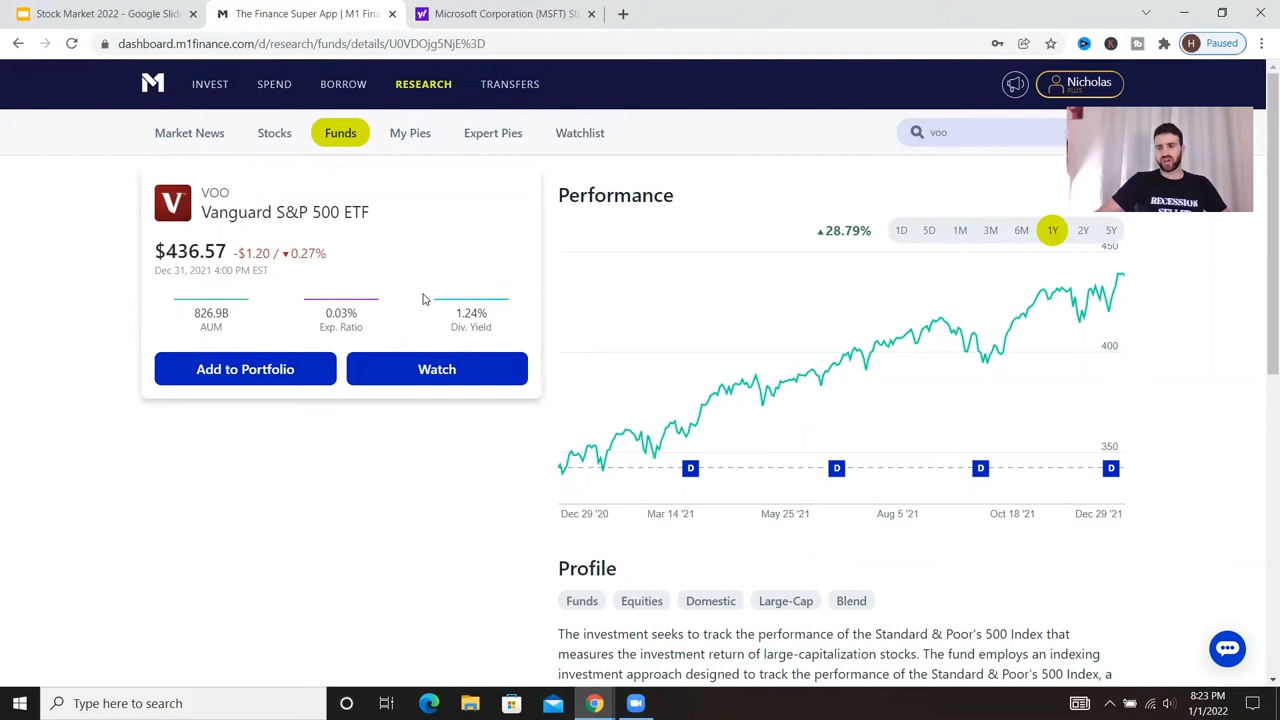 Stock Market 2022 - Google Slid
The Finance Super App | M1 Fina
Microsoft Corporation (MSFT) St
dashboard.m1finance.com/d/research/funds/details/U0VDOjg5NjE%3D
H Paused
M INVEST SPEND BORROW RESEARCH TRANSFERS
Nicholas
PLUS
Market News Stocks Funds My Pies Expert Pies Watchlist
voo
RECESSION
V
VOO
Vanguard S&P 500 ETF
$436.57 -$1.20 / ▾0.27%
Dec 31, 2021 4:00 PM EST
826.9B 0.03% 1.24%
AUM Exp. Ratio Div. Yield
Add to Portfolio Watch
Performance
▴28.79% 1D 5D 1M 3M 6M 1Y 2Y 5Y
450
400
350
D D D D
Dec 29 '20 Mar 14 '21 May 25 '21 Aug 5 '21 Oct 18 '21 Dec 29 '21
Profile
Funds Equities Domestic Large-Cap Blend
The investment seeks to track the performance of the Standard & Poor's 500 Index that
measures the investment return of large-capitalization stocks. The fund employs an indexing
investment approach designed to track the performance of the Standard & Poor's 500 Index, a
Type here to search
8:23 PM
1/1/2022